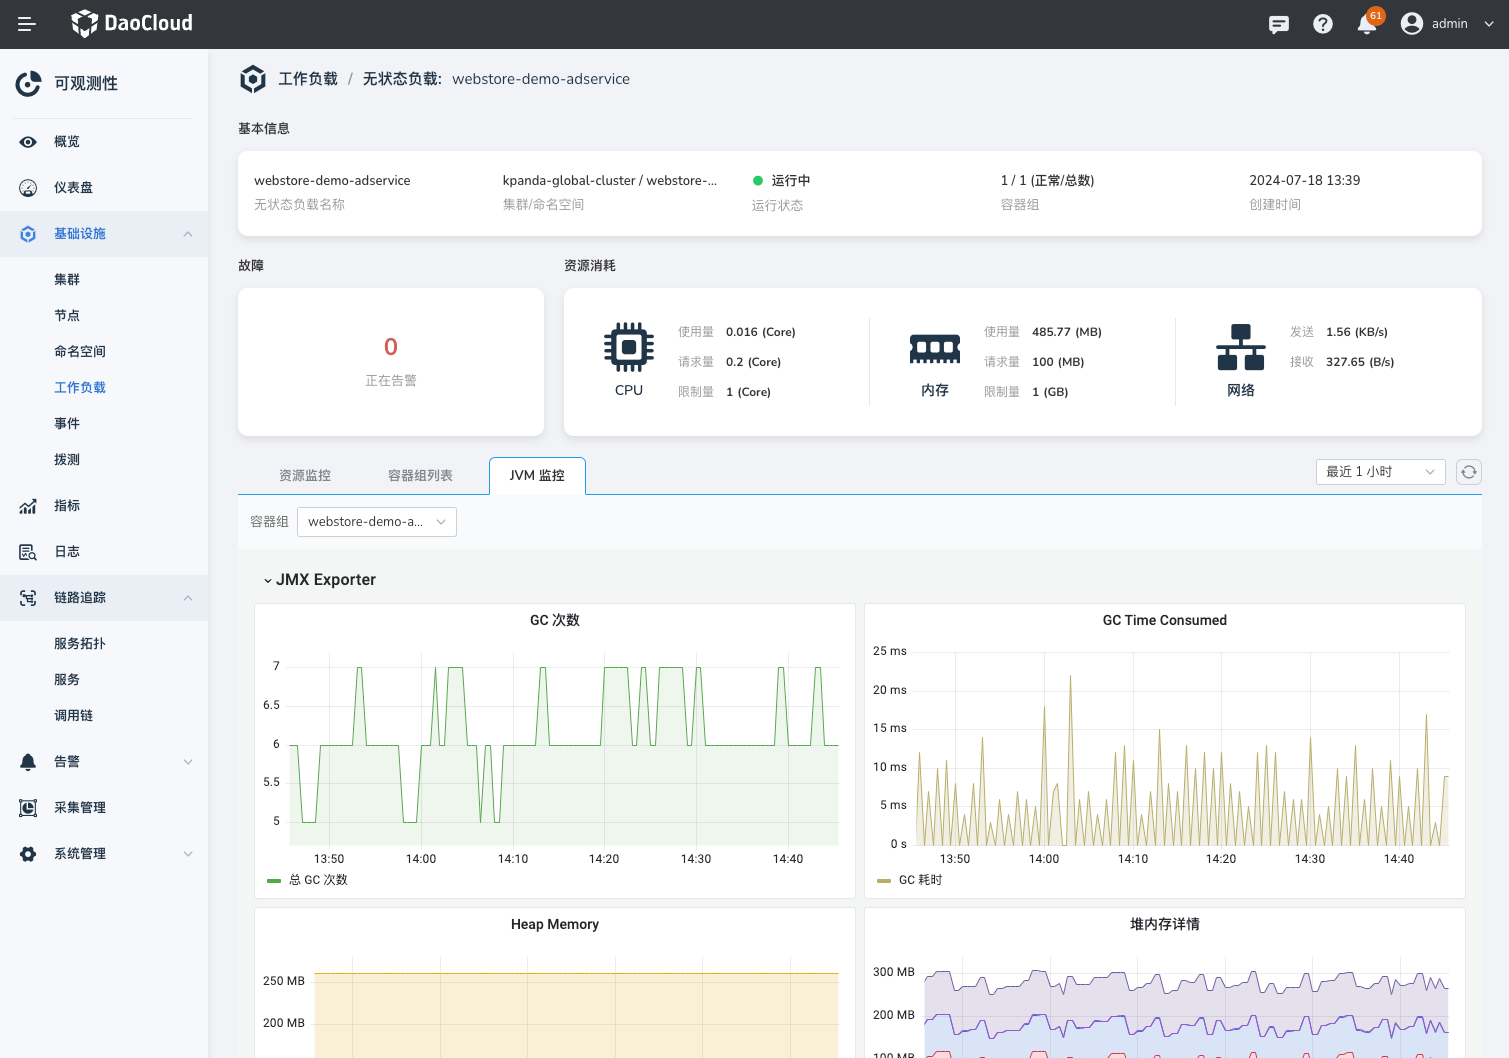 DaoCloud
61
admin
可观测性
概览
仪表盘
基础设施
集群
节点
命名空间
工作负载
事件
拨测
指标
日志
链路追踪
服务拓扑
服务
调用链
告警
采集管理
系统管理
工作负载 / 无状态负载: webstore-demo-adservice
基本信息
webstore-demo-adservice
无状态负载名称
kpanda-global-cluster / webstore-...
集群/命名空间
运行中
运行状态
1 / 1 (正常/总数)
容器组
2024-07-18 13:39
创建时间
故障
0
正在告警
资源消耗
CPU
使用量 0.016 (Core)
请求量 0.2 (Core)
限制量 1 (Core)
内存
使用量 485.77 (MB)
请求量 100 (MB)
限制量 1 (GB)
网络
发送 1.56 (KB/s)
接收 327.65 (B/s)
资源监控 容器组列表 JVM 监控
最近 1 小时
容器组 webstore-demo-a...
JMX Exporter
GC 次数
7
6.5
6
5.5
5
13:50 14:00 14:10 14:20 14:30 14:40
总 GC 次数
GC Time Consumed
25 ms
20 ms
15 ms
10 ms
5 ms
0 s
13:50 14:00 14:10 14:20 14:30 14:40
GC 耗时
Heap Memory
250 MB
200 MB
堆内存详情
300 MB
200 MB
100 MB